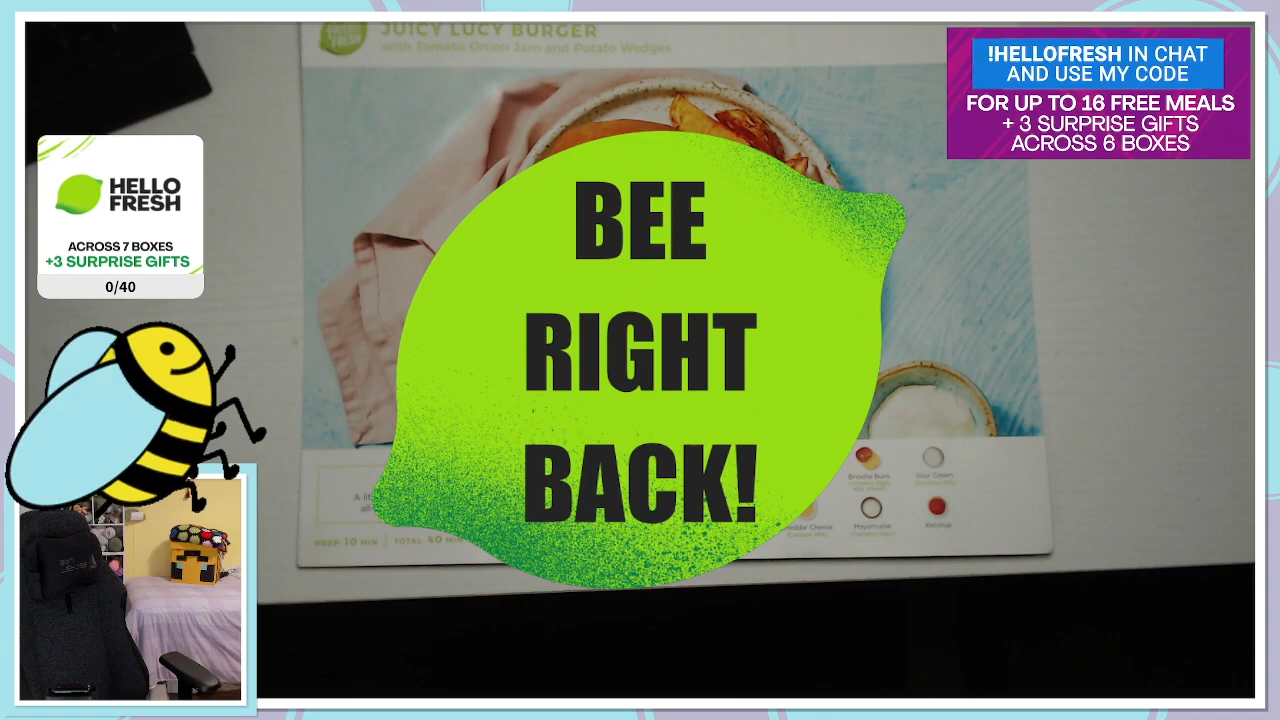 JUICY LUCY BURGER
with Tomato Onion Jam and Potato Wedges
!HELLOFRESH IN CHAT
AND USE MY CODE
FOR UP TO 16 FREE MEALS
+ 3 SURPRISE GIFTS
ACROSS 6 BOXES
HELLO
FRESH
ACROSS 7 BOXES
+3 SURPRISE GIFTS
0/40
BEE
RIGHT
BACK!
Brioche Buns
Sour Cream
Cheddar Cheese
Mayonnaise
Ketchup
PREP: 10 MIN
TOTAL: 40 MIN